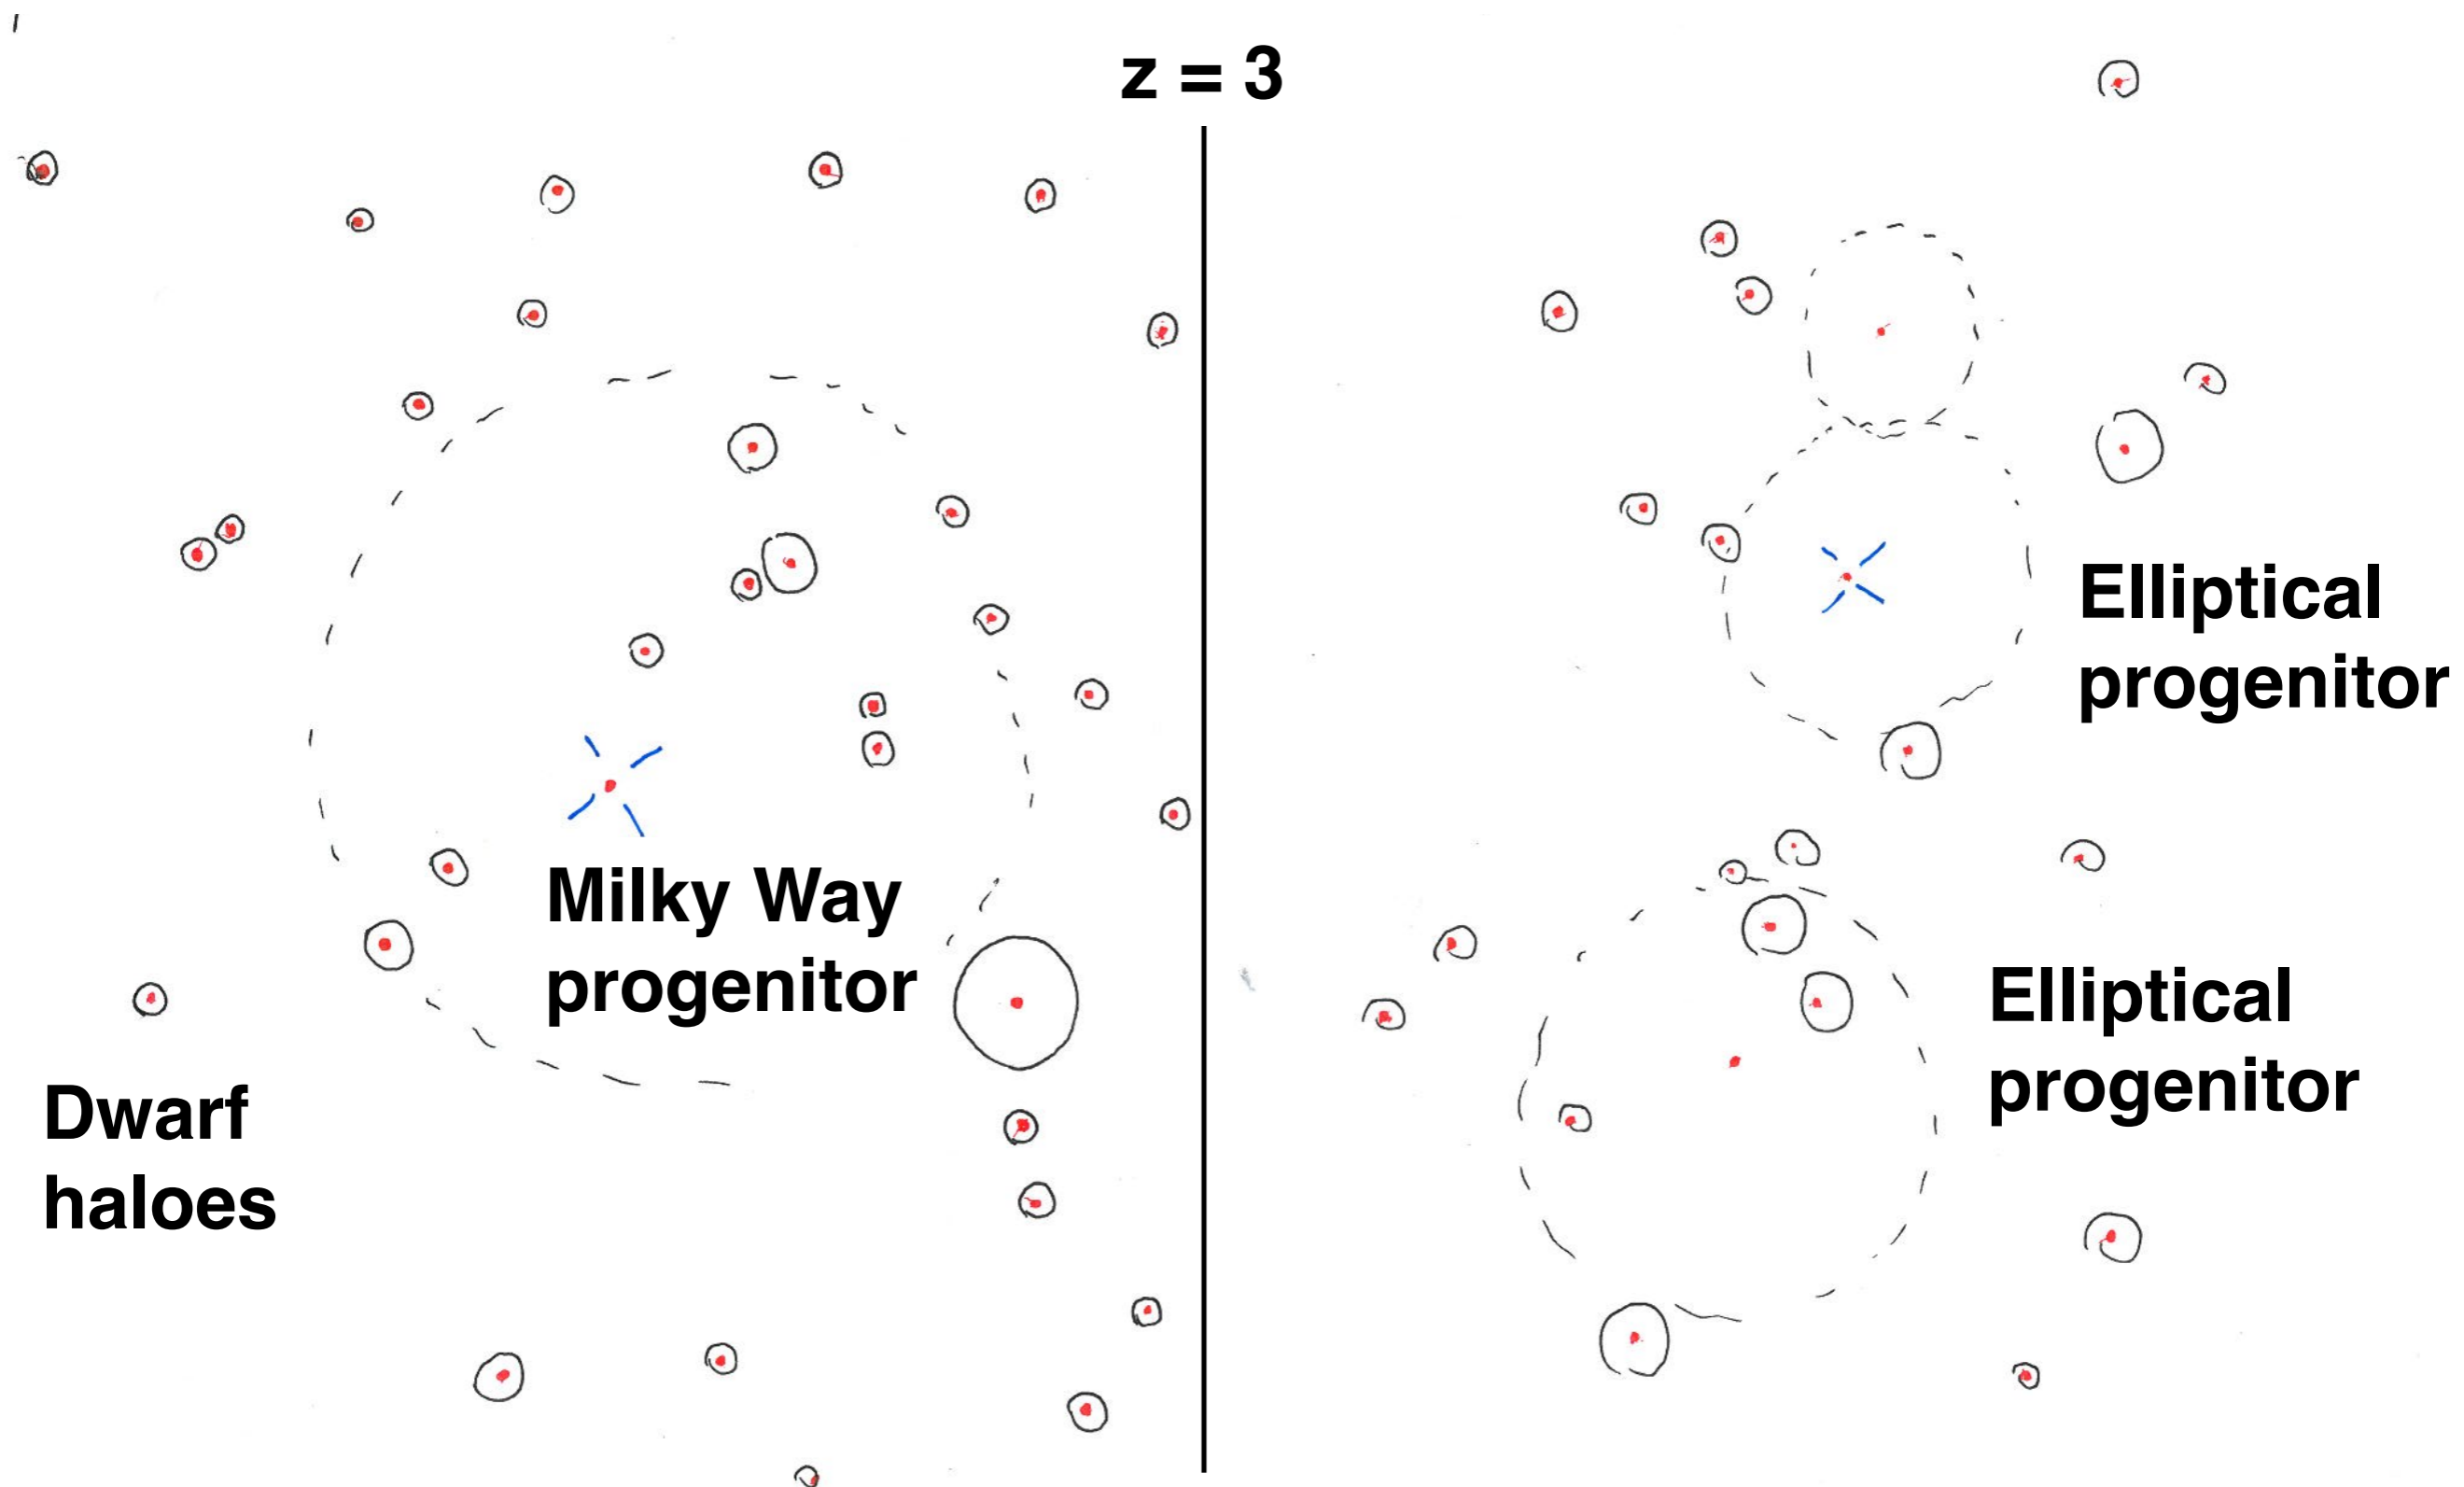 z = 3
Milky Way
progenitor
Dwarf
haloes
Elliptical
progenitor
Elliptical
progenitor